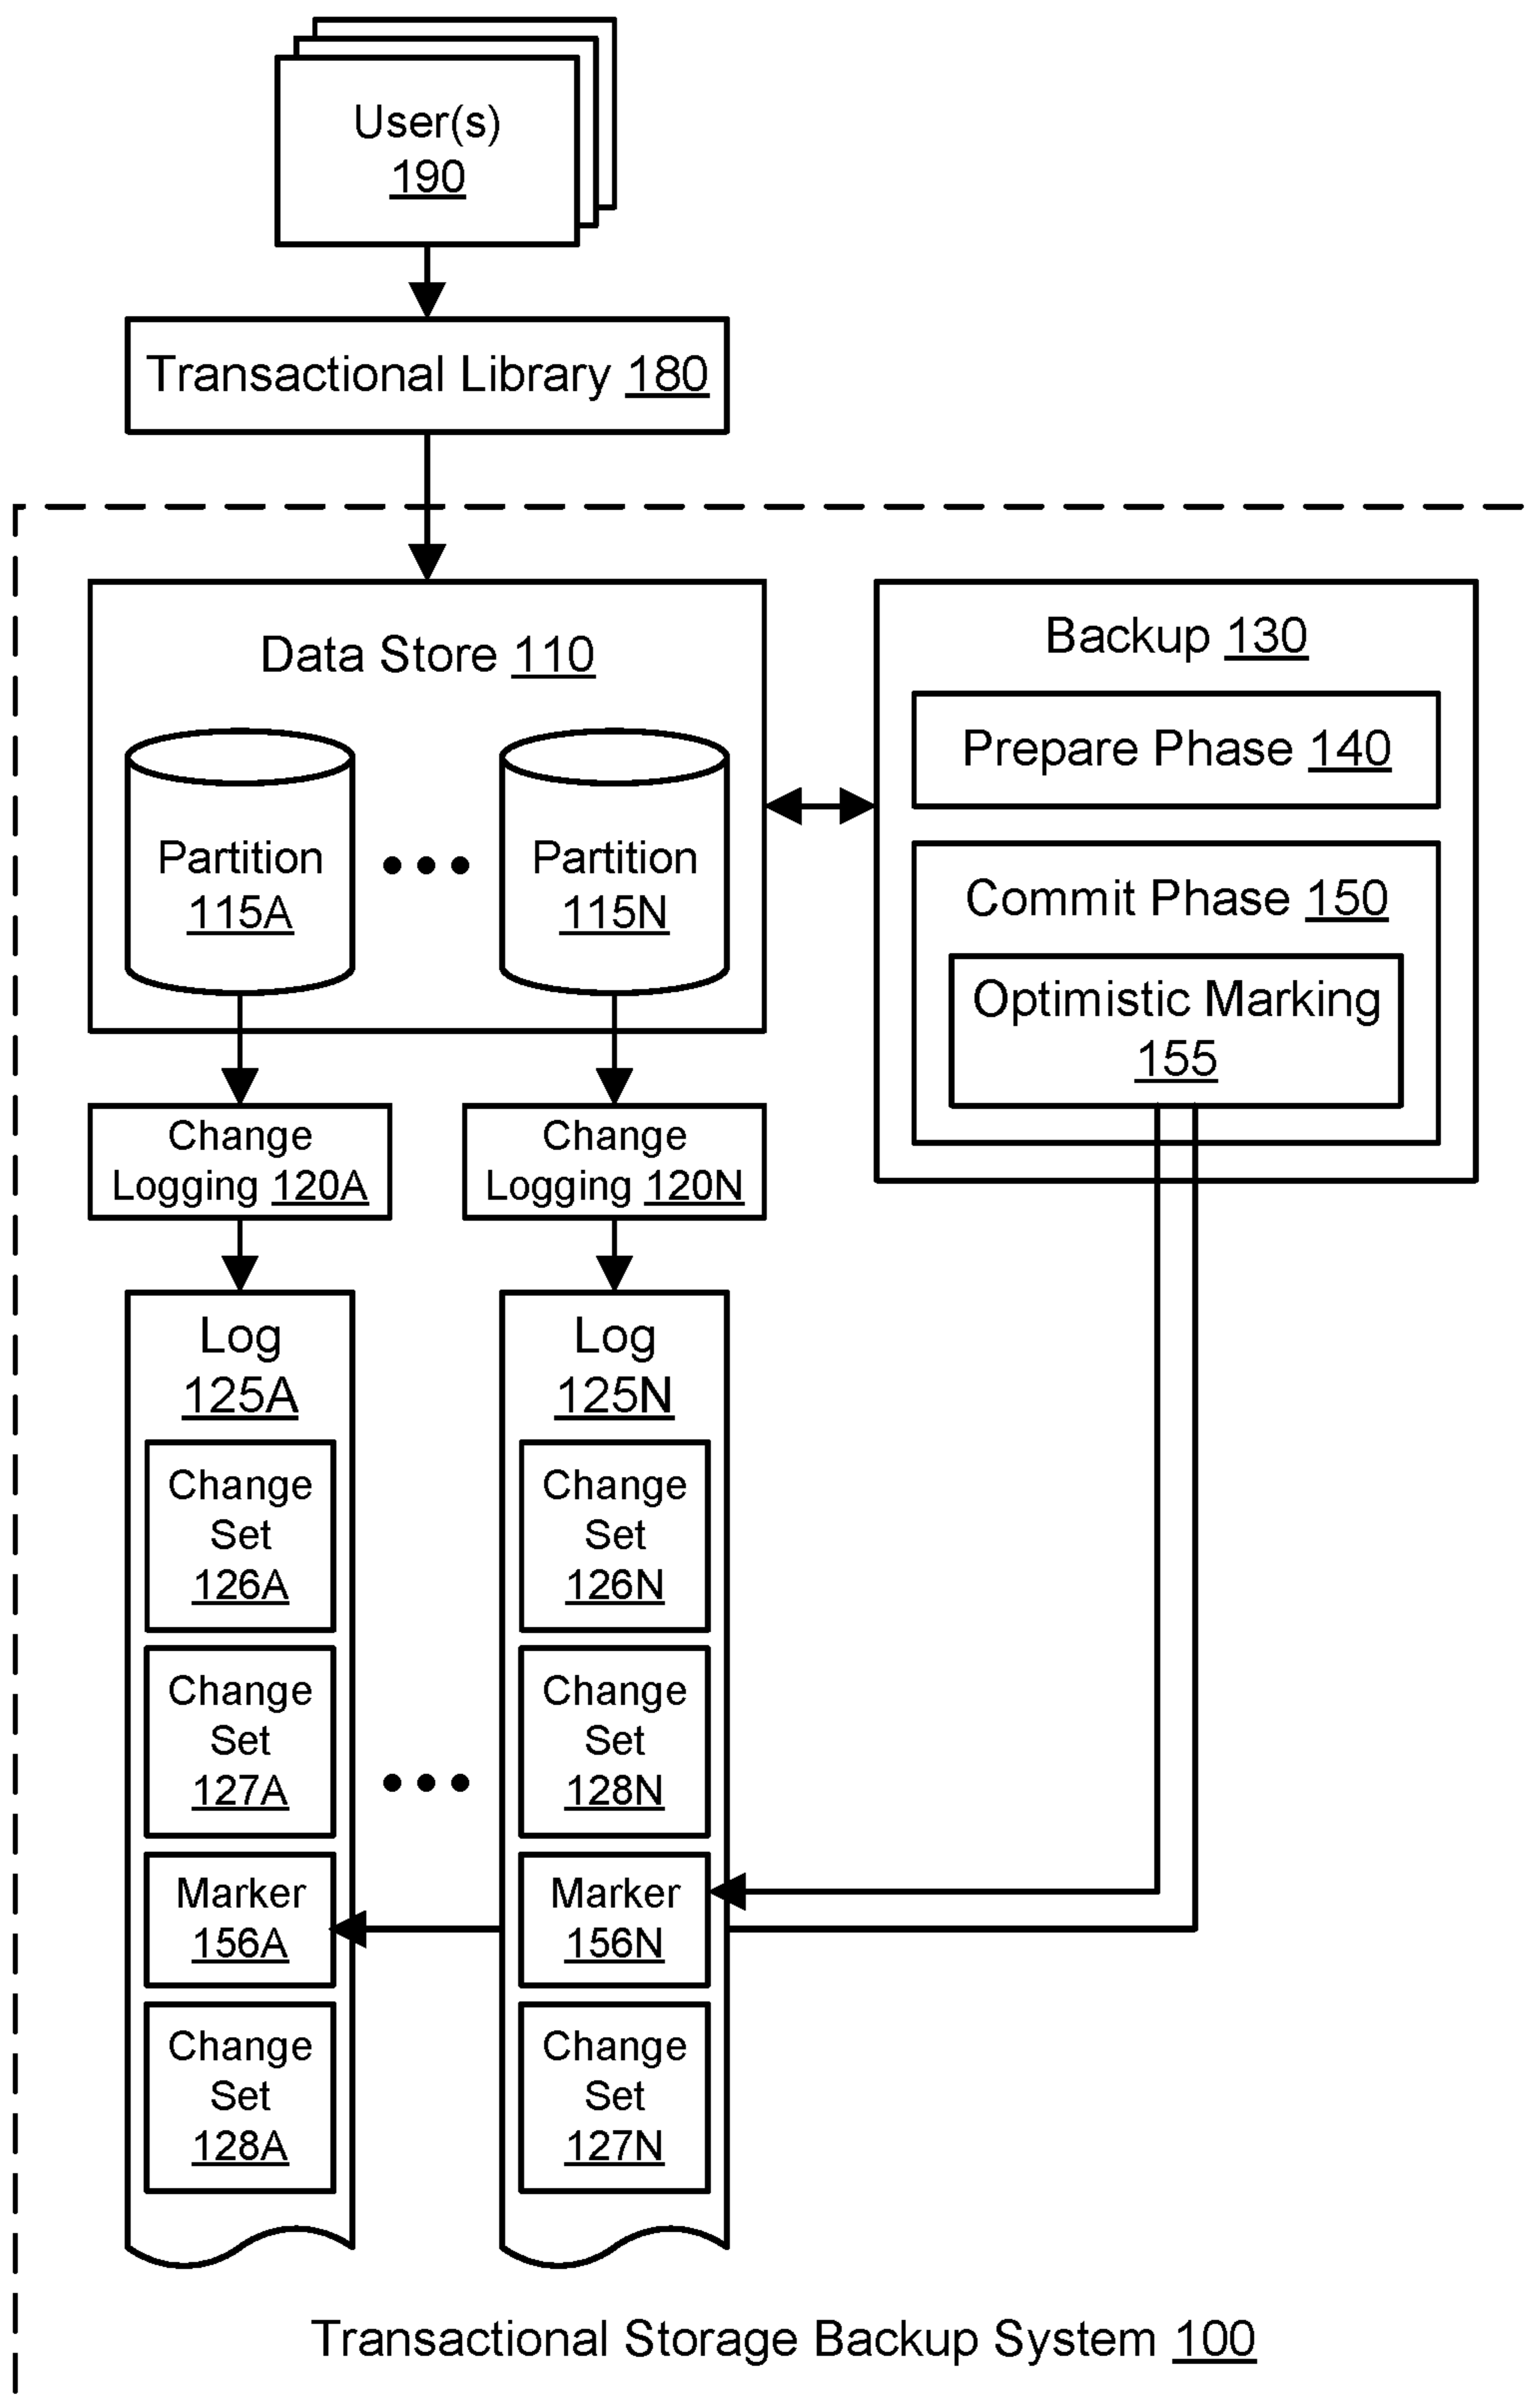 User(s)
190
Transactional Library 180
Data Store 110
Partition
115A
Partition
115N
Backup 130
Prepare Phase 140
Commit Phase 150
Optimistic Marking
155
Change
Logging 120A
Change
Logging 120N
Log
125A
Change
Set
126A
Change
Set
127A
Marker
156A
Change
Set
128A
Log
125N
Change
Set
126N
Change
Set
128N
Marker
156N
Change
Set
127N
Transactional Storage Backup System 100